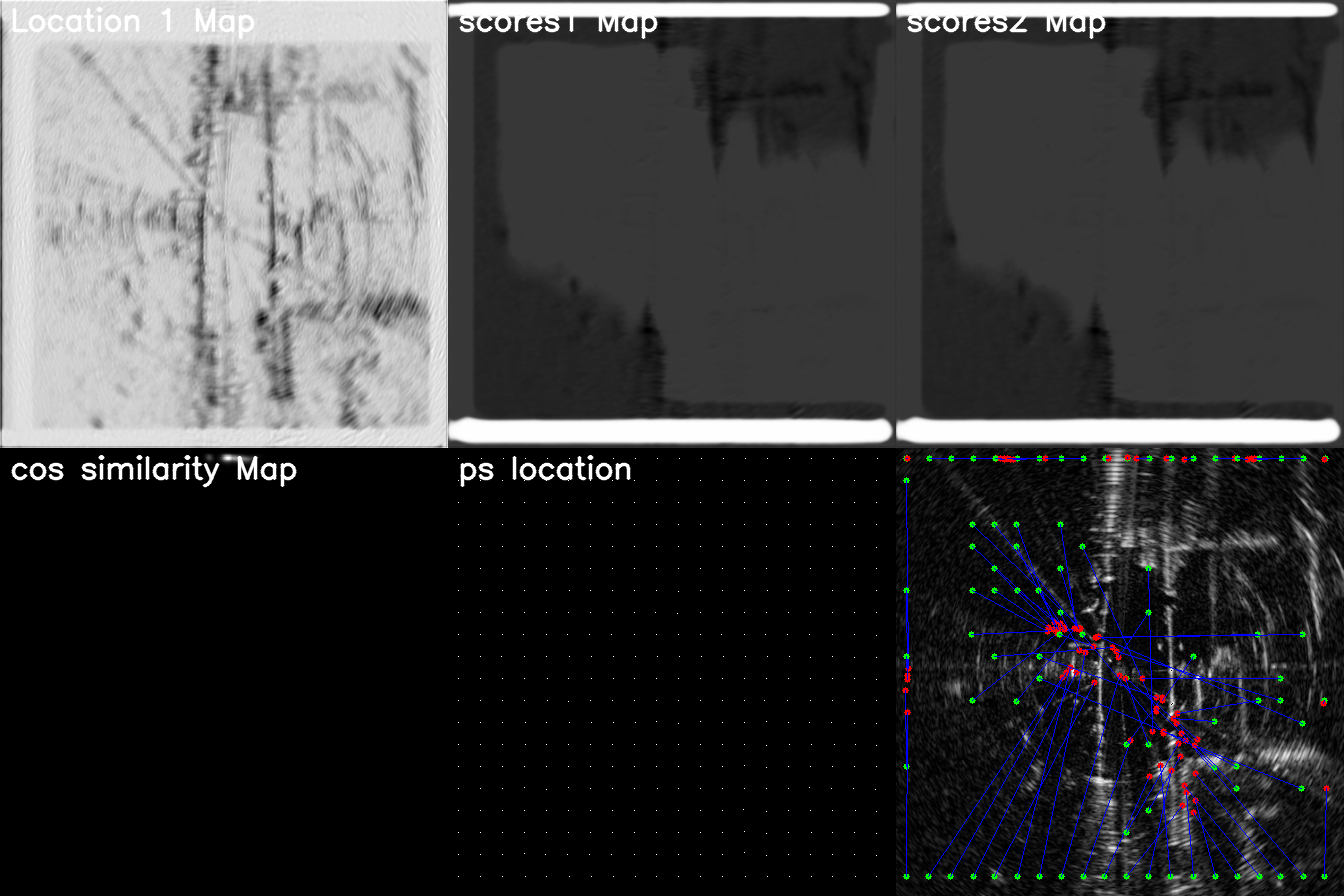 Location 1 Map
scores1 Map
scores2 Map
cos similarity Map
ps location